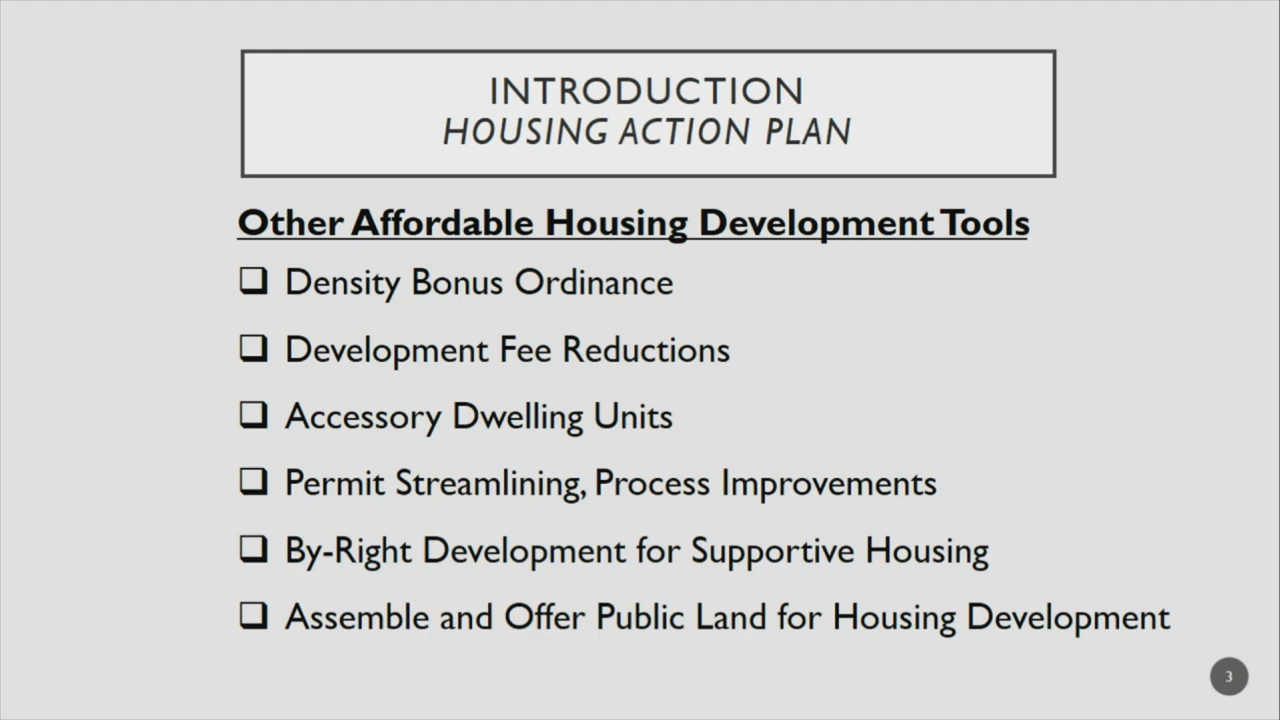 INTRODUCTION
HOUSING ACTION PLAN
Other Affordable Housing Development Tools
❑ Density Bonus Ordinance
❑ Development Fee Reductions
❑ Accessory Dwelling Units
❑ Permit Streamlining, Process Improvements
❑ By-Right Development for Supportive Housing
❑ Assemble and Offer Public Land for Housing Development
3